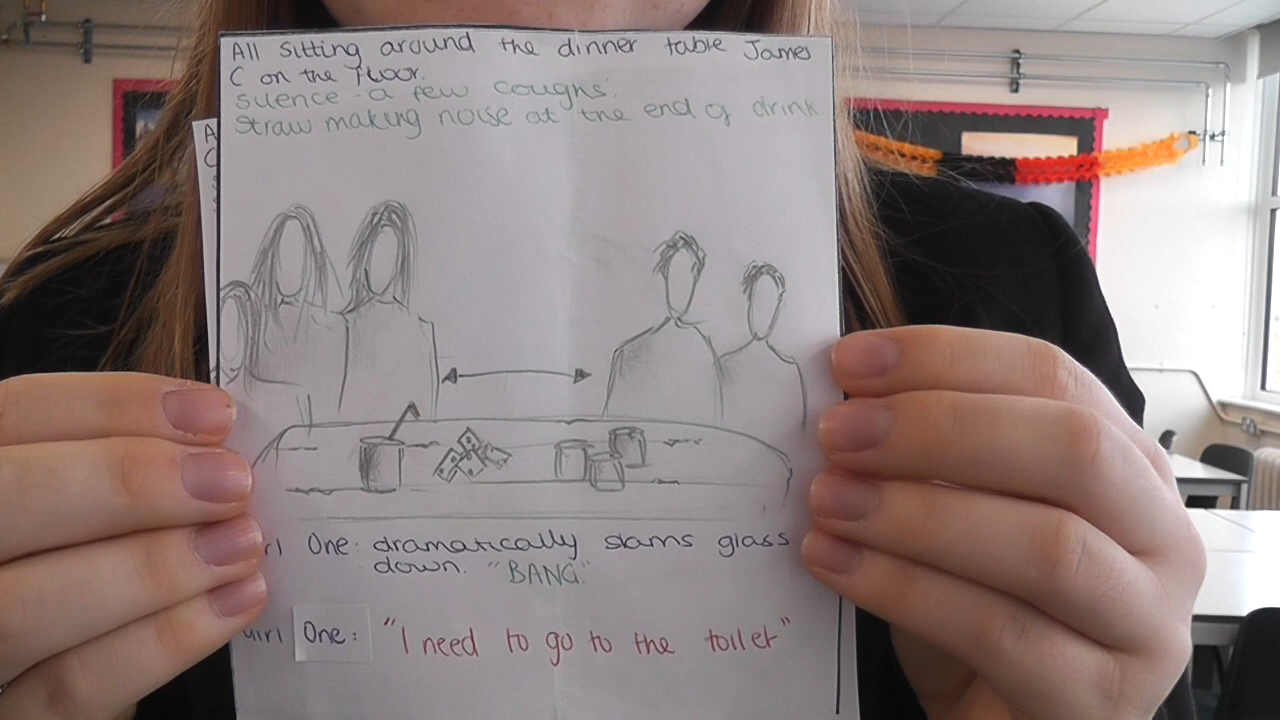 All sitting around the dinner table James
C on the floor.
silence - a few coughs.
Straw making noise at the end of drink
One: dramatically slams glass
down. "BANG."
Girl One: "I need to go to the toilet"